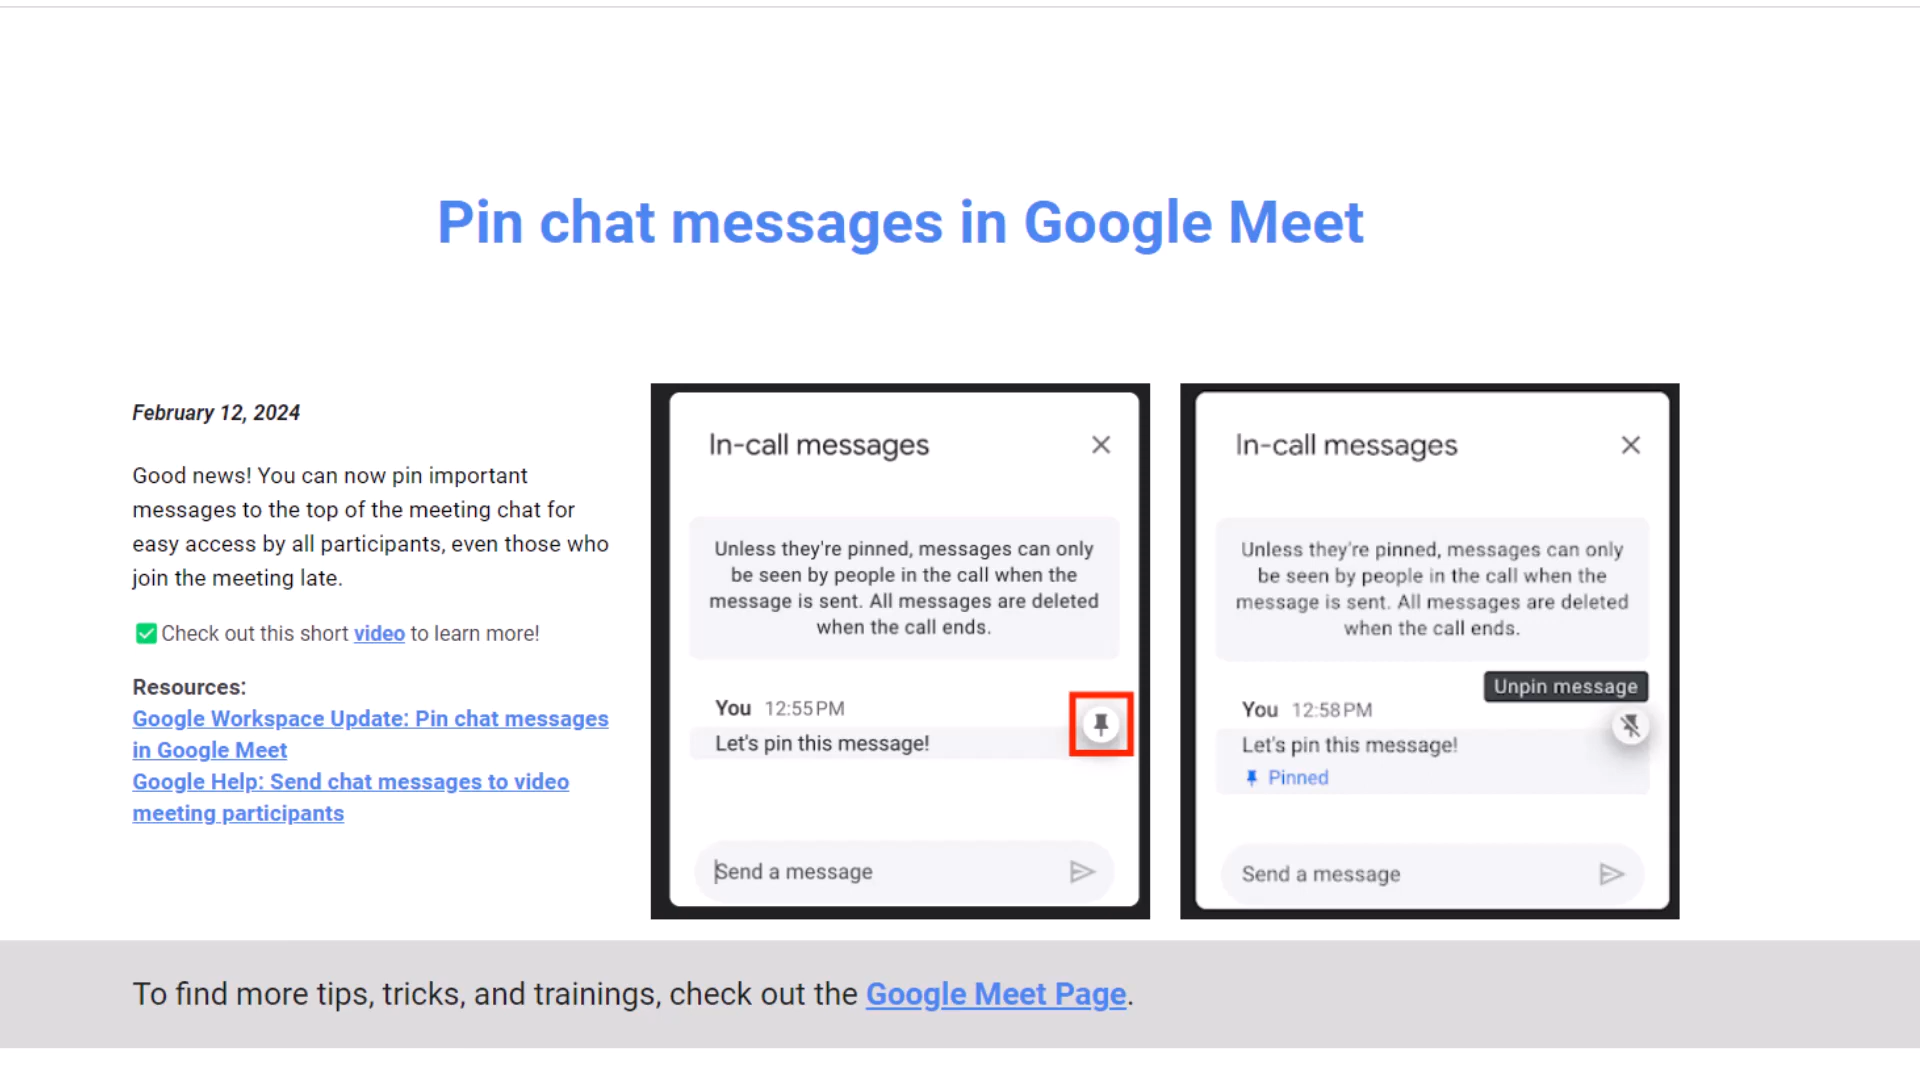 Pin chat messages in Google Meet
February 12, 2024
Good news! You can now pin important
messages to the top of the meeting chat for
easy access by all participants, even those who
join the meeting late.
Check out this short video to learn more!
Resources:
Google Workspace Update: Pin chat messages
in Google Meet
Google Help: Send chat messages to video
meeting participants
In-call messages
Unless they're pinned, messages can only
be seen by people in the call when the
message is sent. All messages are deleted
when the call ends.
You 12:55 PM
Let's pin this message!
Send a message
In-call messages
Unless they're pinned, messages can only
be seen by people in the call when the
message is sent. All messages are deleted
when the call ends.
Unpin message
You 12:58 PM
Let's pin this message!
Pinned
Send a message
To find more tips, tricks, and trainings, check out the Google Meet Page.